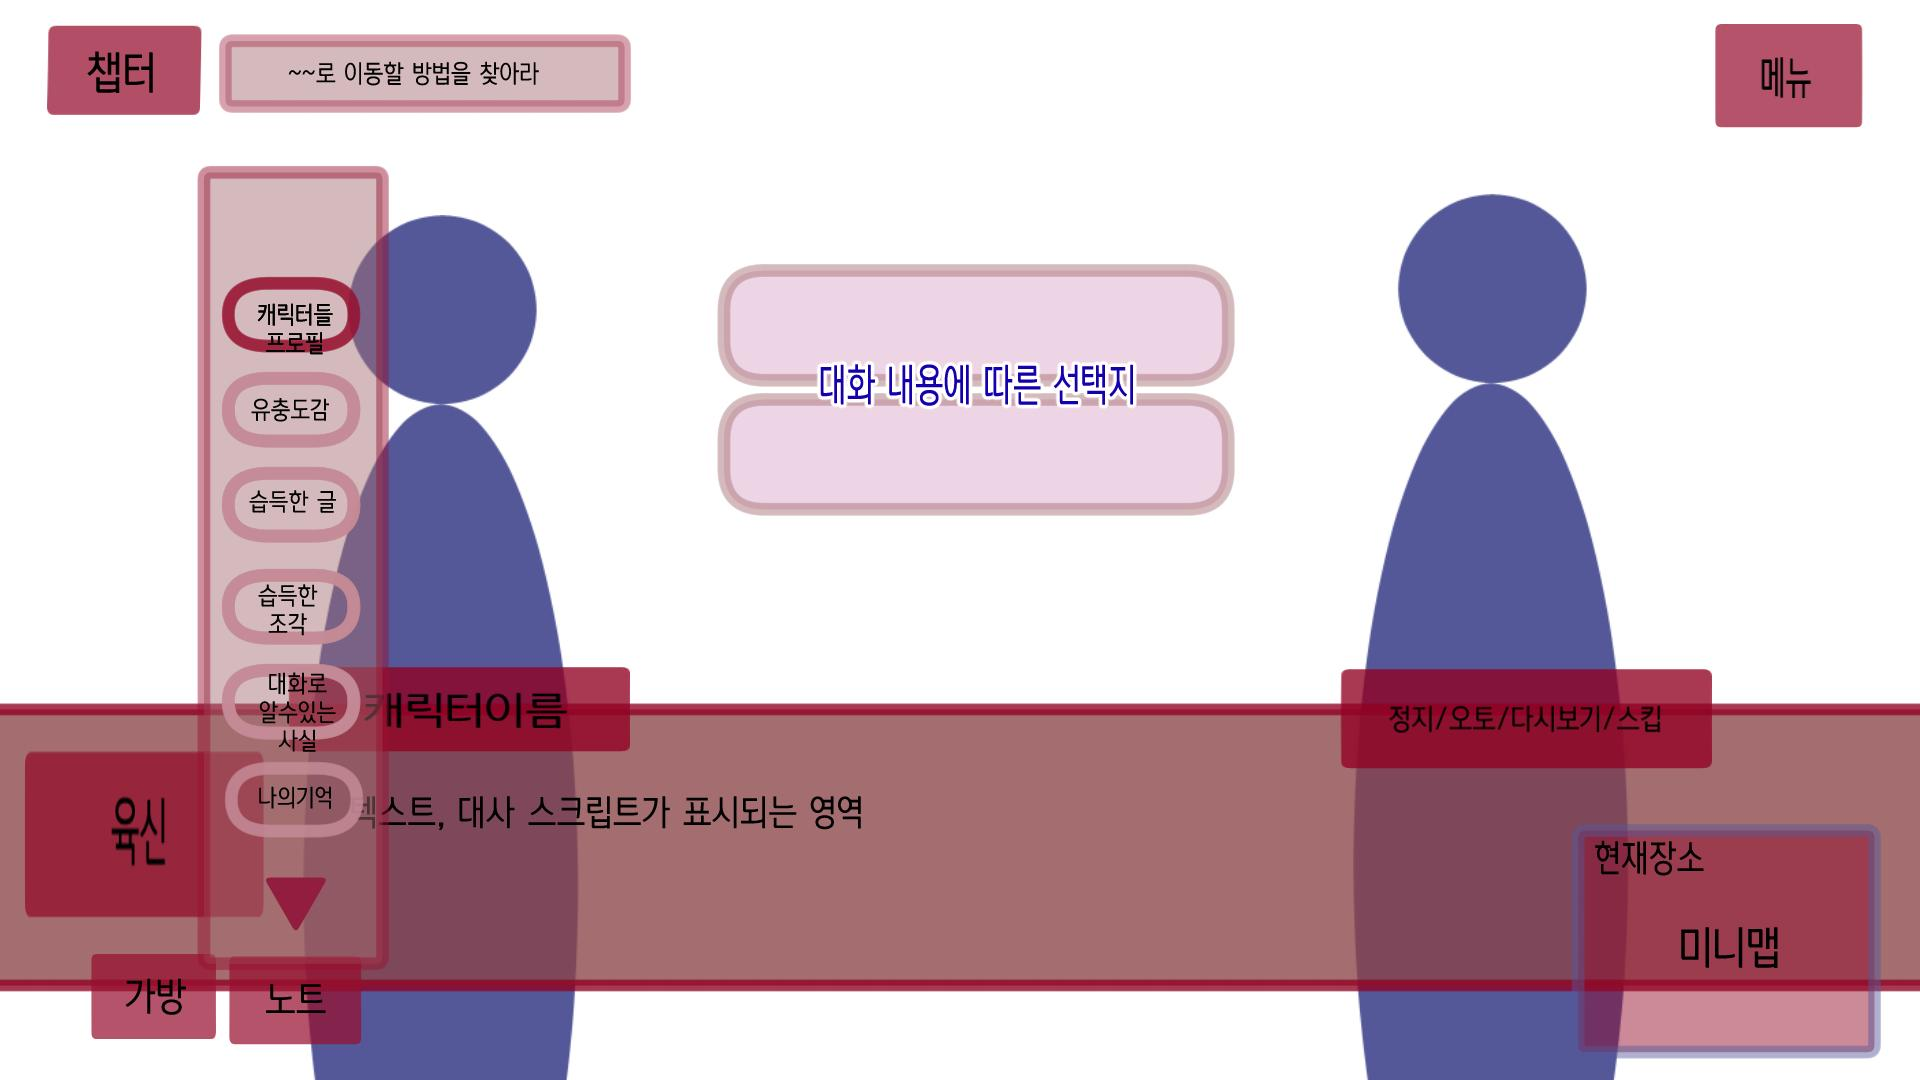 챕터
~~로 이동할 방법을 찾아라
메뉴
캐릭터들
프로필
유충도감
습득한 글
습득한
조각
대화로
알수있는
사실
나의기억
대화 내용에 따른 선택지
캐릭터이름
정지/오토/다시보기/스킵
텍스트, 대사 스크립트가 표시되는 영역
육신
현재장소
미니맵
가방
노트